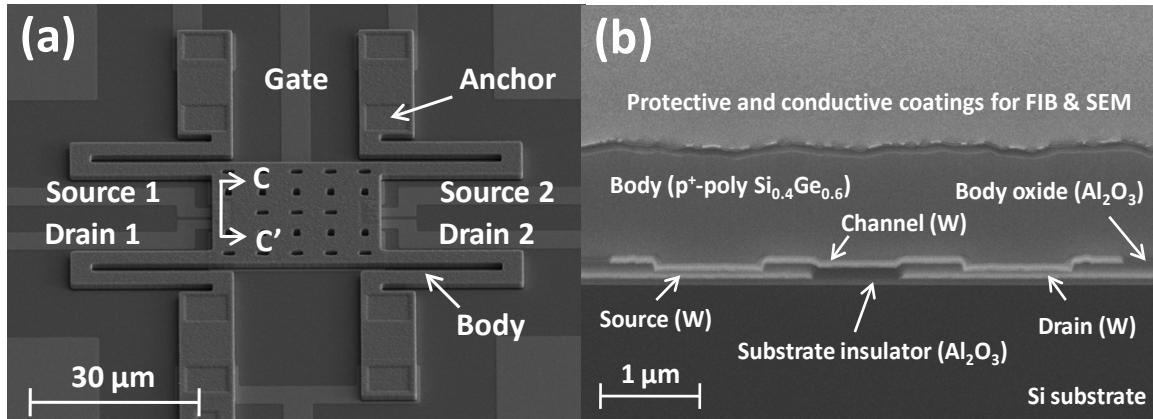 (a)
Gate
Anchor
C
Source 1
Source 2
Drain 1
C'
Drain 2
Body
30 μm
(b)
Protective and conductive coatings for FIB & SEM
Body (p⁺-poly Si₀.₄Ge₀.₆)
Body oxide (Al₂O₃)
Channel (W)
Source (W)
Drain (W)
Substrate insulator (Al₂O₃)
1 μm
Si substrate